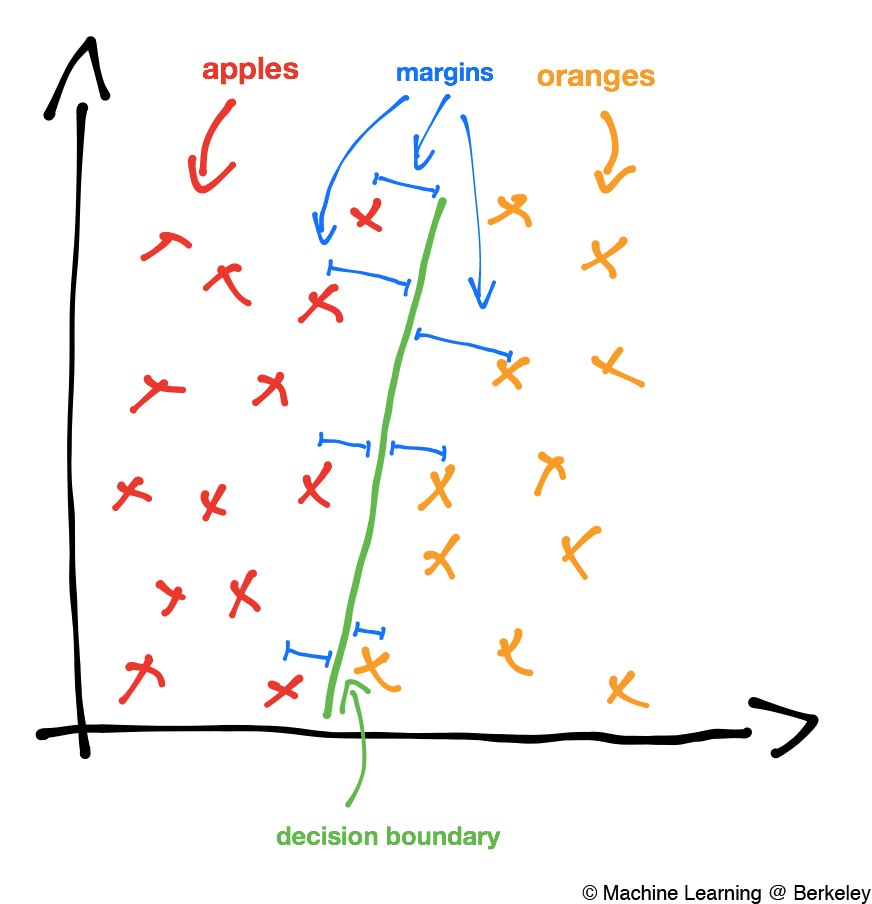 apples
margins
oranges
decision boundary
© Machine Learning @ Berkeley